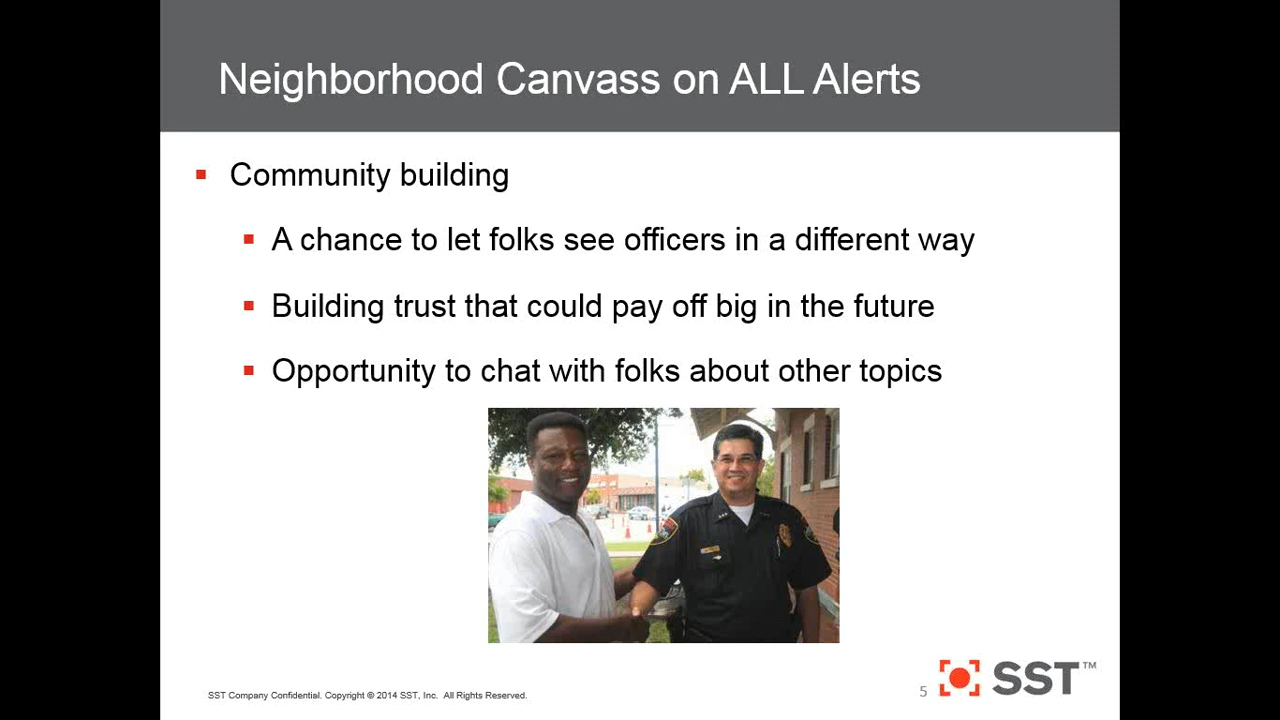 Neighborhood Canvass on ALL Alerts
Community building
A chance to let folks see officers in a different way
Building trust that could pay off big in the future
Opportunity to chat with folks about other topics
SST Company Confidential. Copyright © 2014 SST, Inc. All Rights Reserved.
5
SST™